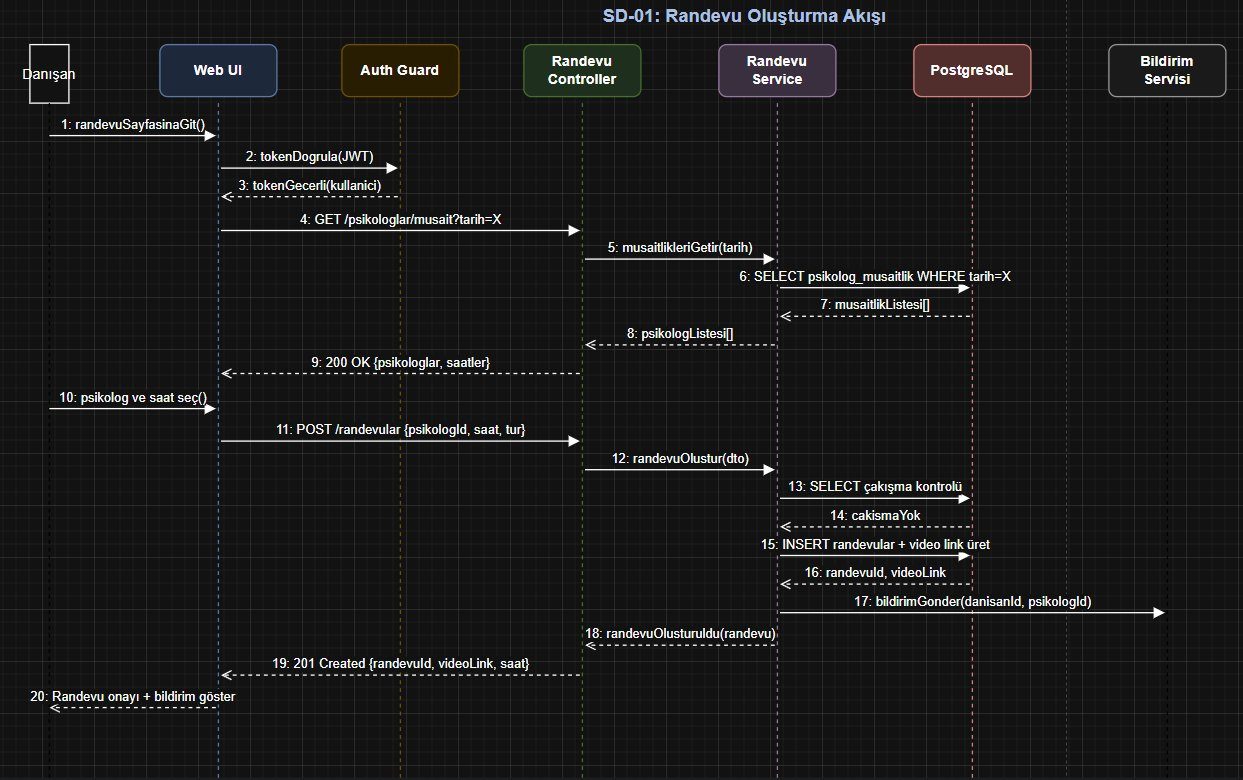 SD-01: Randevu Oluşturma Akışı
Danışan
Web UI
Auth Guard
Randevu
Controller
Randevu
Service
PostgreSQL
Bildirim
Servisi
1: randevuSayfasinaGit()
2: tokenDogrula(JWT)
3: tokenGecerli(kullanici)
4: GET /psikologlar/musait?tarih=X
5: musaitlikleriGetir(tarih)
6: SELECT psikolog_musaitlik WHERE tarih=X
7: musaitlikListesi[]
8: psikologListesi[]
9: 200 OK {psikologlar, saatler}
10: psikolog ve saat seç()
11: POST /randevular {psikologId, saat, tur}
12: randevuOlustur(dto)
13: SELECT çakışma kontrolü
14: cakismaYok
15: INSERT randevular + video link üret
16: randevuId, videoLink
17: bildirimGonder(danisanId, psikologId)
18: randevuOlusturuldu(randevu)
19: 201 Created {randevuId, videoLink, saat}
20: Randevu onayı + bildirim göster